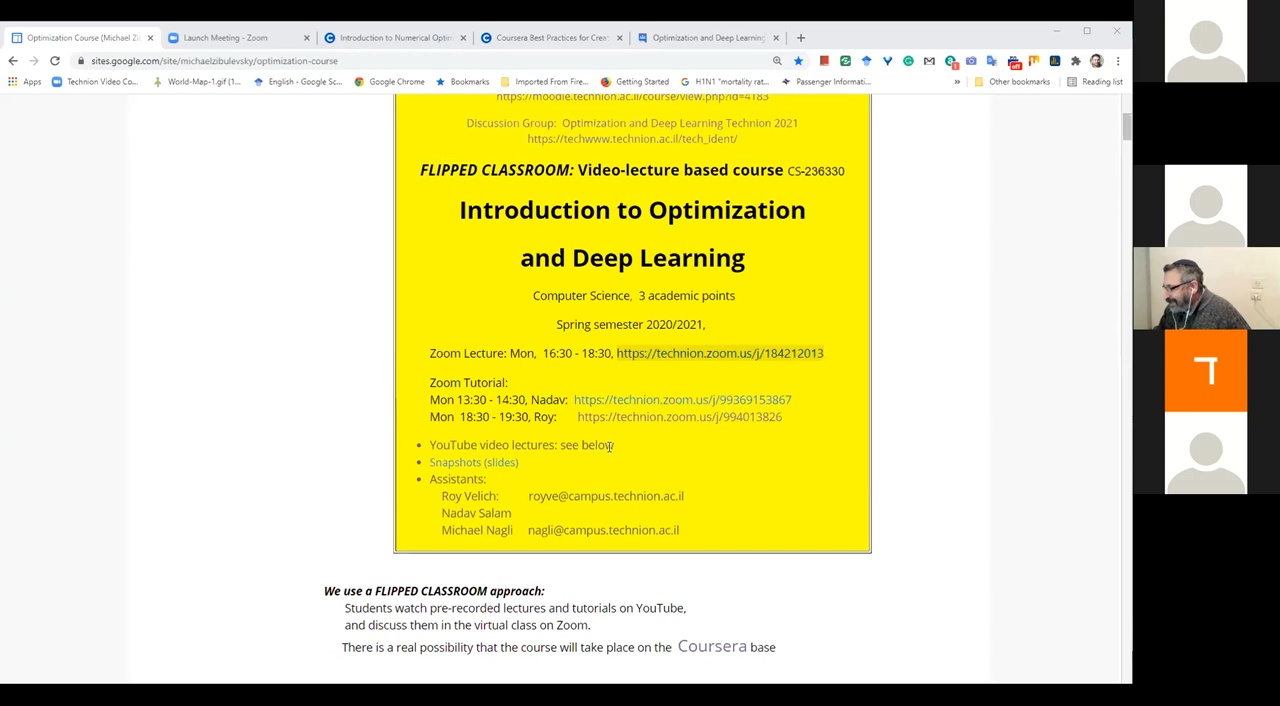 Optimization Course (Michael Zi
Launch Meeting - Zoom
Introduction to Numerical Optim
Coursera Best Practices for Crea
Optimization and Deep Learning
sites.google.com/site/michaelzibulevsky/optimization-course
Apps
Technion Video Co...
World-Map-1.gif (1...
English - Google Sc...
Google Chrome
Bookmarks
Imported From Fire...
Getting Started
H1N1 "mortality rat...
Passenger Informati...
»
Other bookmarks
Reading list
https://moodle.technion.ac.il/course/view.php?id=4183
Discussion Group: Optimization and Deep Learning Technion 2021
https://techwww.technion.ac.il/tech_ident/
FLIPPED CLASSROOM: Video-lecture based course CS-236330
Introduction to Optimization
and Deep Learning
Computer Science, 3 academic points
Spring semester 2020/2021,
Zoom Lecture: Mon, 16:30 - 18:30, https://technion.zoom.us/j/184212013
Zoom Tutorial:
Mon 13:30 - 14:30, Nadav: https://technion.zoom.us/j/99369153867
Mon 18:30 - 19:30, Roy: https://technion.zoom.us/j/994013826
• YouTube video lectures: see below
• Snapshots (slides)
• Assistants:
Roy Velich: royve@campus.technion.ac.il
Nadav Salam
Michael Nagli nagli@campus.technion.ac.il
We use a FLIPPED CLASSROOM approach:
Students watch pre-recorded lectures and tutorials on YouTube,
and discuss them in the virtual class on Zoom.
There is a real possibility that the course will take place on the Coursera base
ד